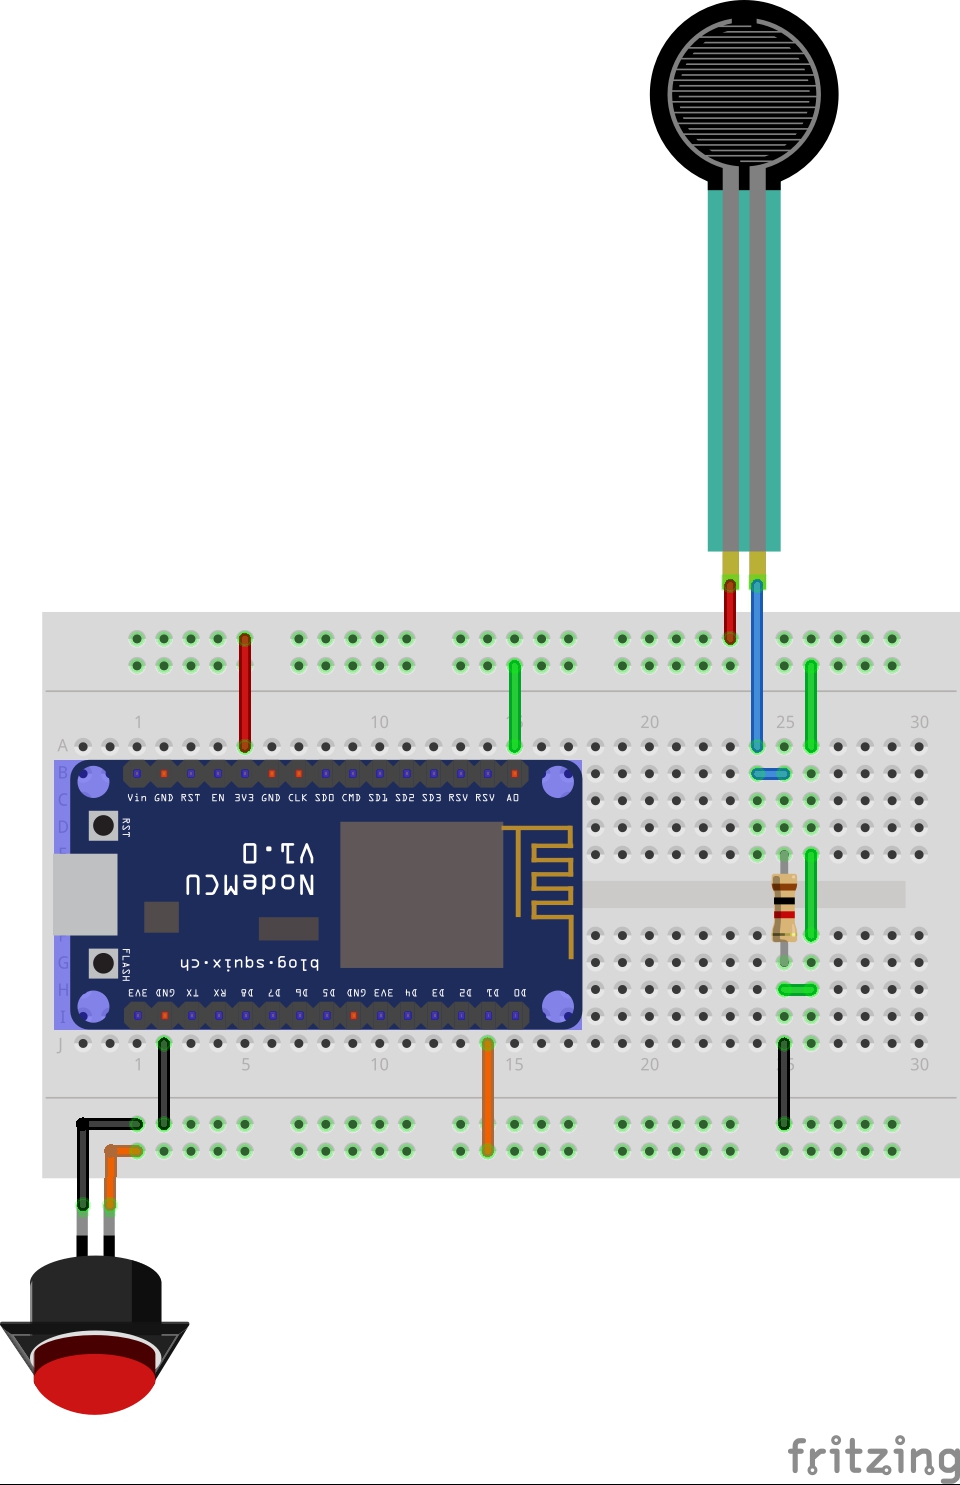 1 10 15 20 25 30
A
B
Vin GND RST EN 3V3 GND CLK SD0 CMD SD1 SD2 SD3 RSV RSV A0
C
D
RST
E
V1.0
NodeMCU
F
G
FLASH
blog.squix.ch
H
3V3 GND TX RX D8 D7 D6 D5 GND 3V3 D4 D3 D2 D1 D0
I
J
1 5 10 15 20 25 30
fritzing